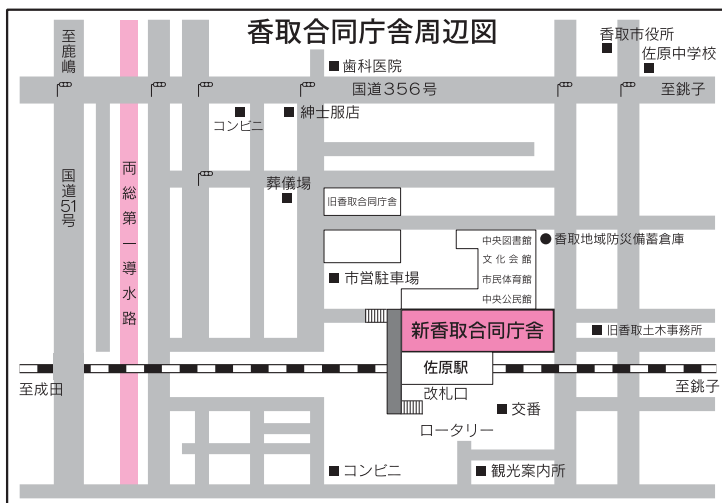 香取合同庁舎周辺図
至鹿嶋
香取市役所
佐原中学校
歯科医院
国道356号
至銚子
コンビニ
紳士服店
国道51号
両総第一導水路
葬儀場
旧香取合同庁舎
中央図書館
文化会館
市民体育館
中央公民館
香取地域防災備蓄倉庫
市営駐車場
新香取合同庁舎
旧香取土木事務所
佐原駅
至成田
至銚子
改札口
交番
ロータリー
コンビニ
観光案内所